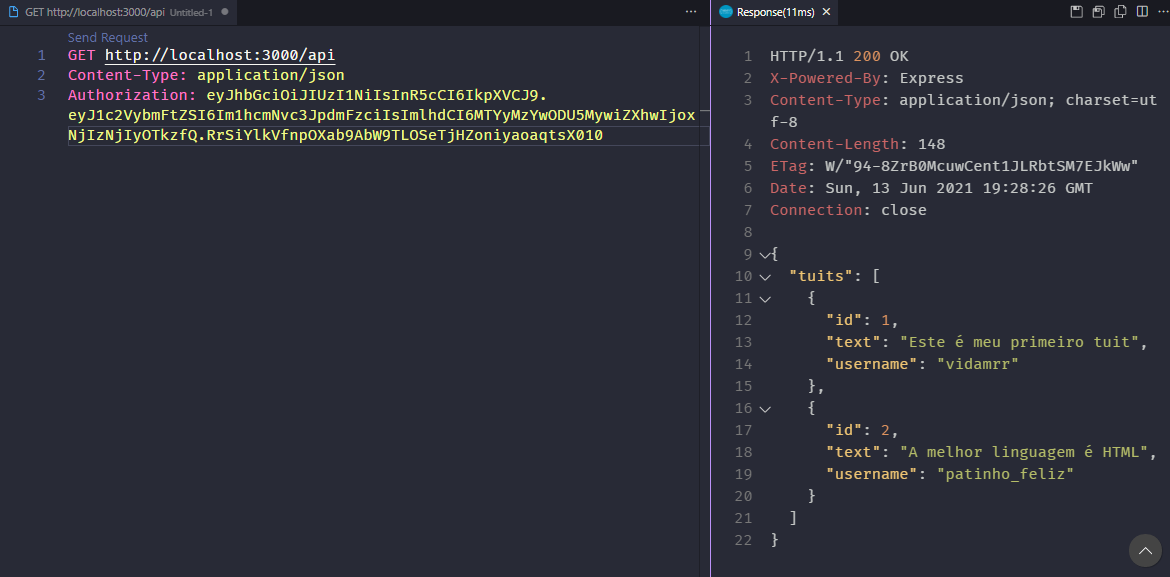 GET http://localhost:3000/api Untitled-1
Send Request
1 GET http://localhost:3000/api
2 Content-Type: application/json
3 Authorization: eyJhbGciOiJIUzI1NiIsInR5cCI6IkpXVCJ9.
eyJ1c2VybmFtZSI6Im1hcmNvc3JpdmFzciIsImlhdCI6MTYyMzYwODU5MywiZXhwIjox
NjIzNjIyOTkzfQ.RrSiYlkVfnpOXab9AbW9TLOSeTjHZoniyaoaqtsX010
Response(11ms)
1 HTTP/1.1 200 OK
2 X-Powered-By: Express
3 Content-Type: application/json; charset=ut
f-8
4 Content-Length: 148
5 ETag: W/"94-8ZrB0McuwCent1JLRbtSM7EJkWw"
6 Date: Sun, 13 Jun 2021 19:28:26 GMT
7 Connection: close
8
9 {
10 "tuits": [
11 {
12 "id": 1,
13 "text": "Este é meu primeiro tuit",
14 "username": "vidamrr"
15 },
16 {
17 "id": 2,
18 "text": "A melhor linguagem é HTML",
19 "username": "patinho_feliz"
20 }
21 ]
22 }